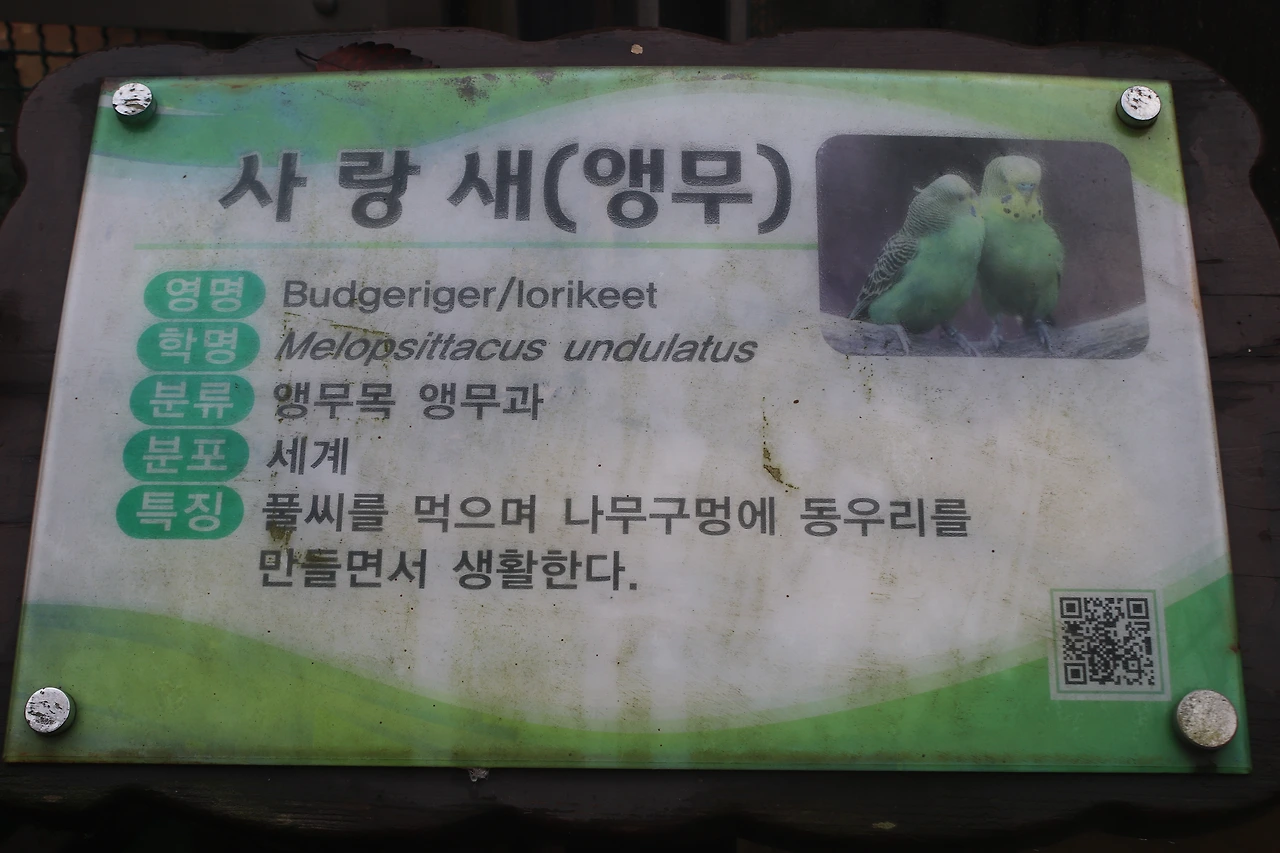 사 랑 새(앵무)
영명 Budgeriger/lorikeet
학명 Melopsittacus undulatus
분류 앵무목 앵무과
분포 세계
특징 풀씨를 먹으며 나무구멍에 동우리를
만들면서 생활한다.